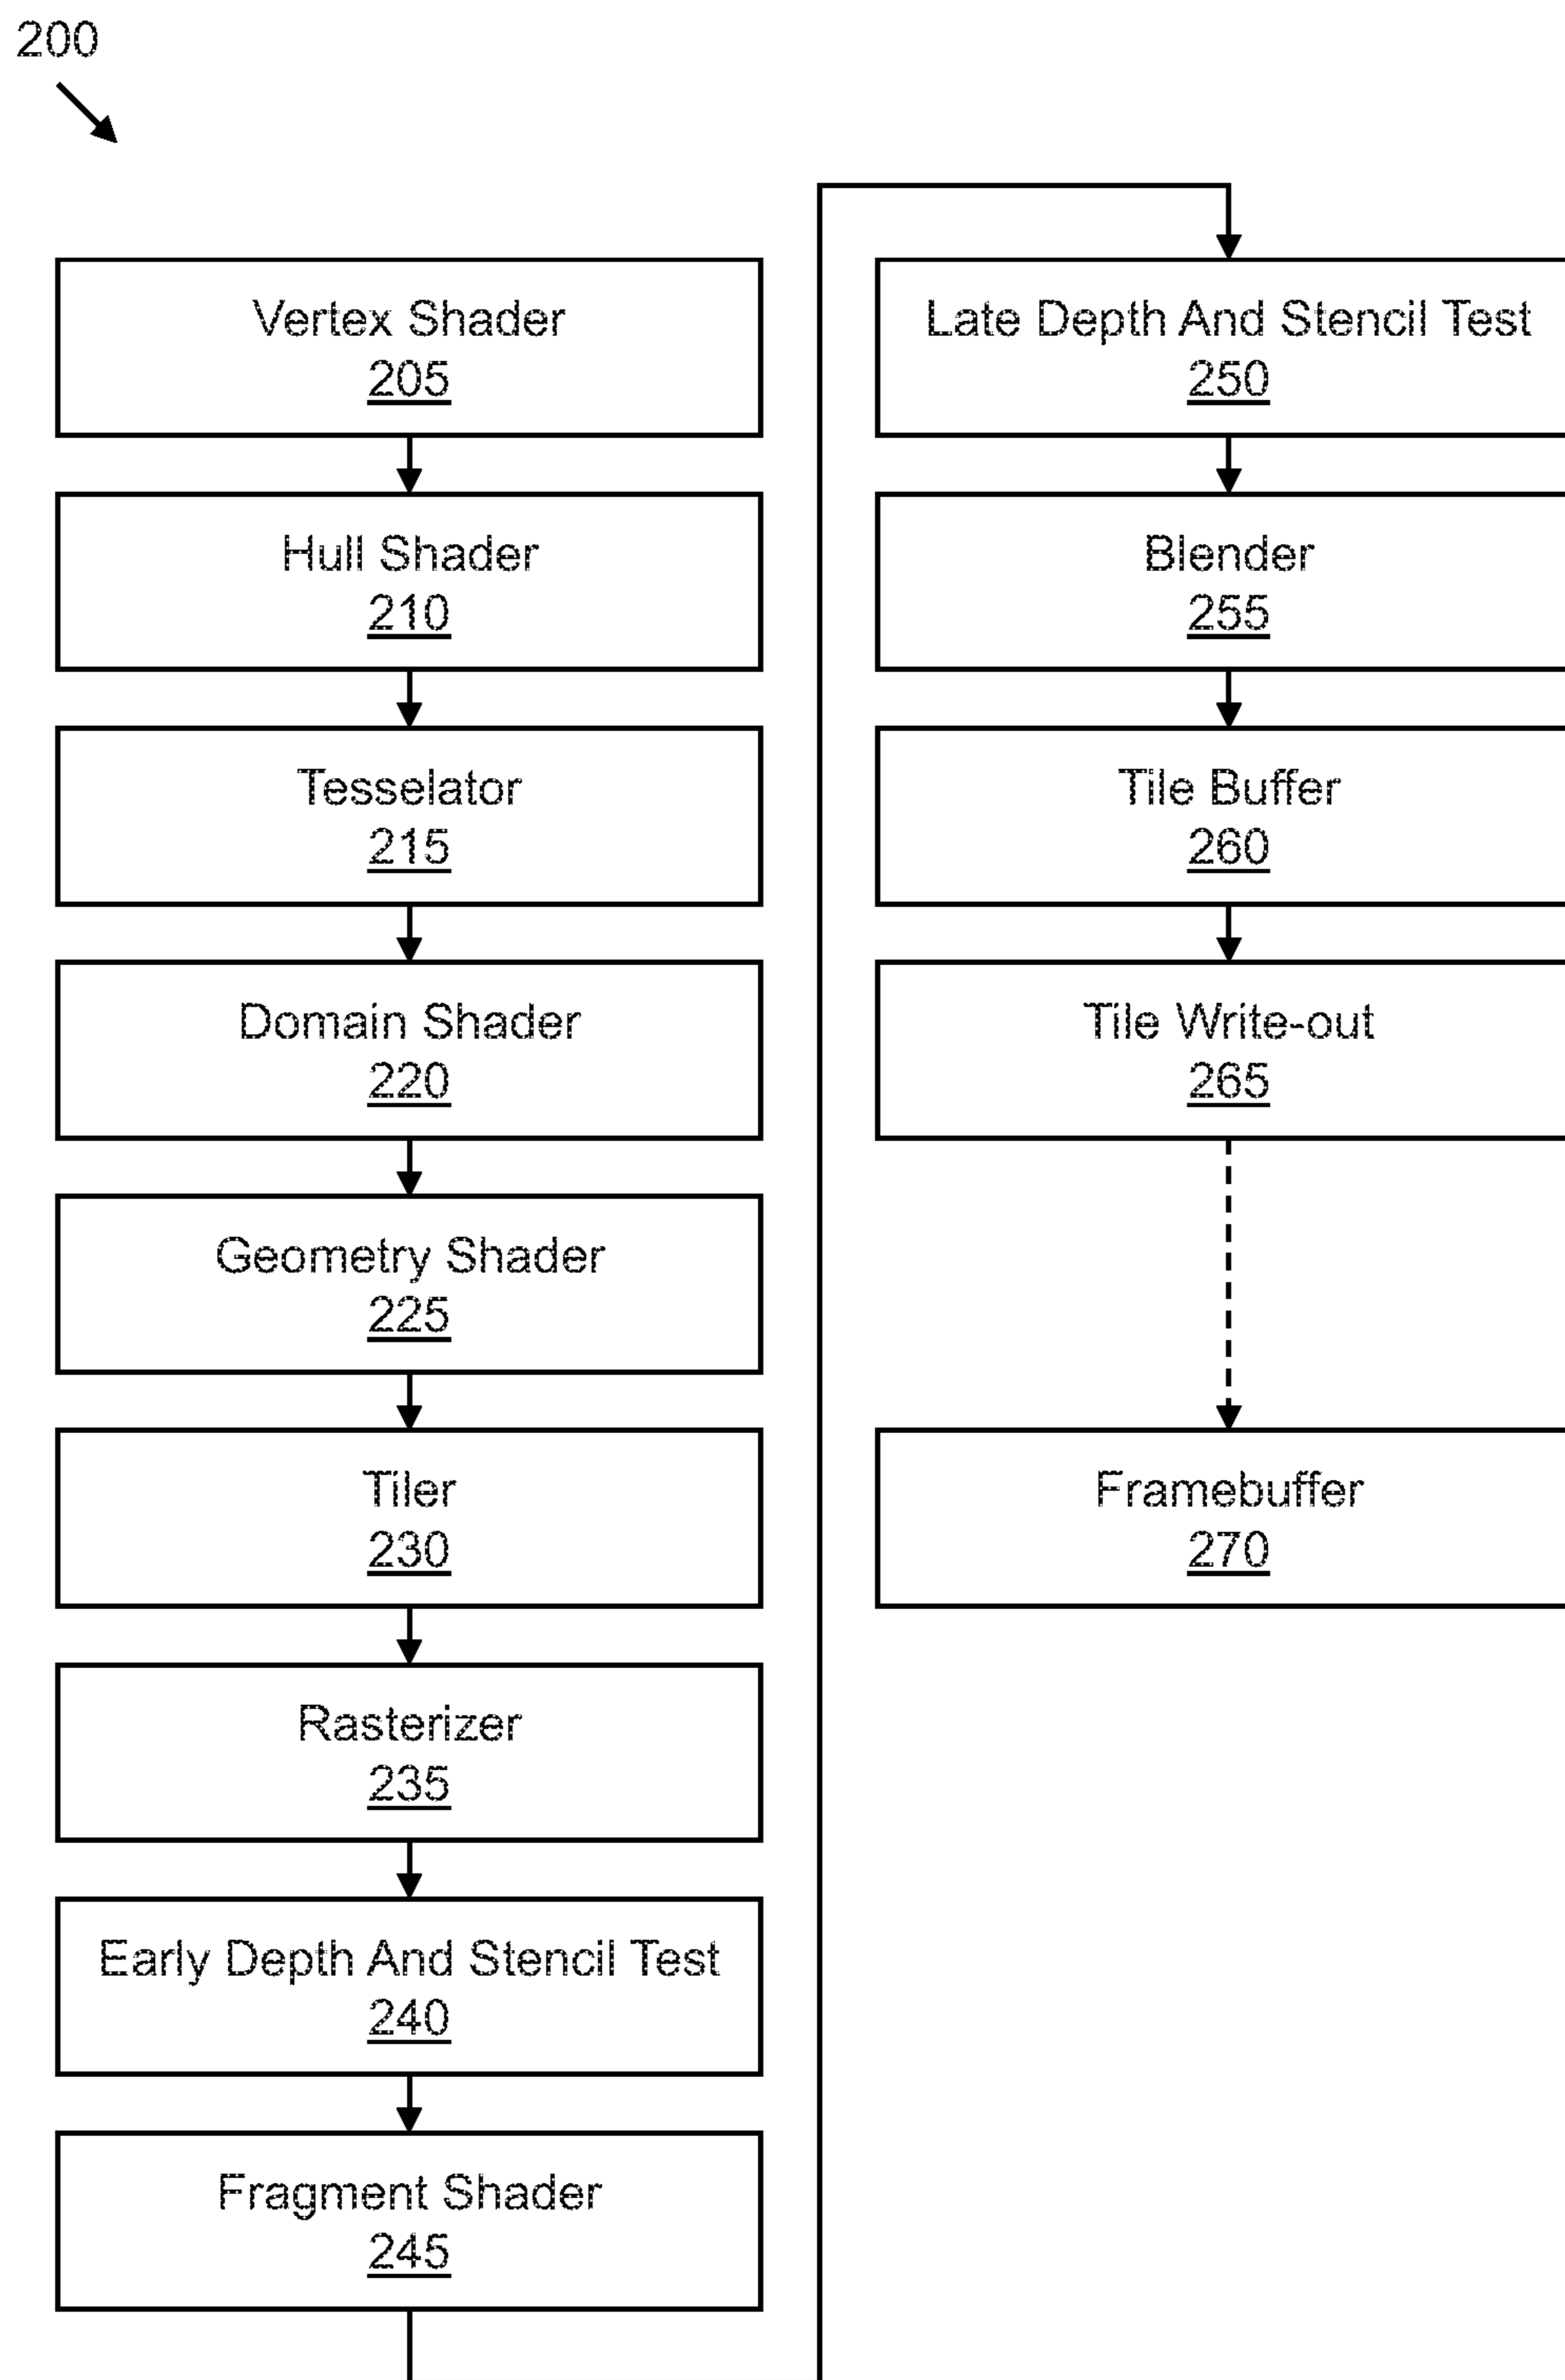 200
Vertex Shader
205
Hull Shader
210
Tesselator
215
Domain Shader
220
Geometry Shader
225
Tiler
230
Rasterizer
235
Early Depth And Stencil Test
240
Fragment Shader
245
Late Depth And Stencil Test
250
Blender
255
Tile Buffer
260
Tile Write-out
265
Framebuffer
270